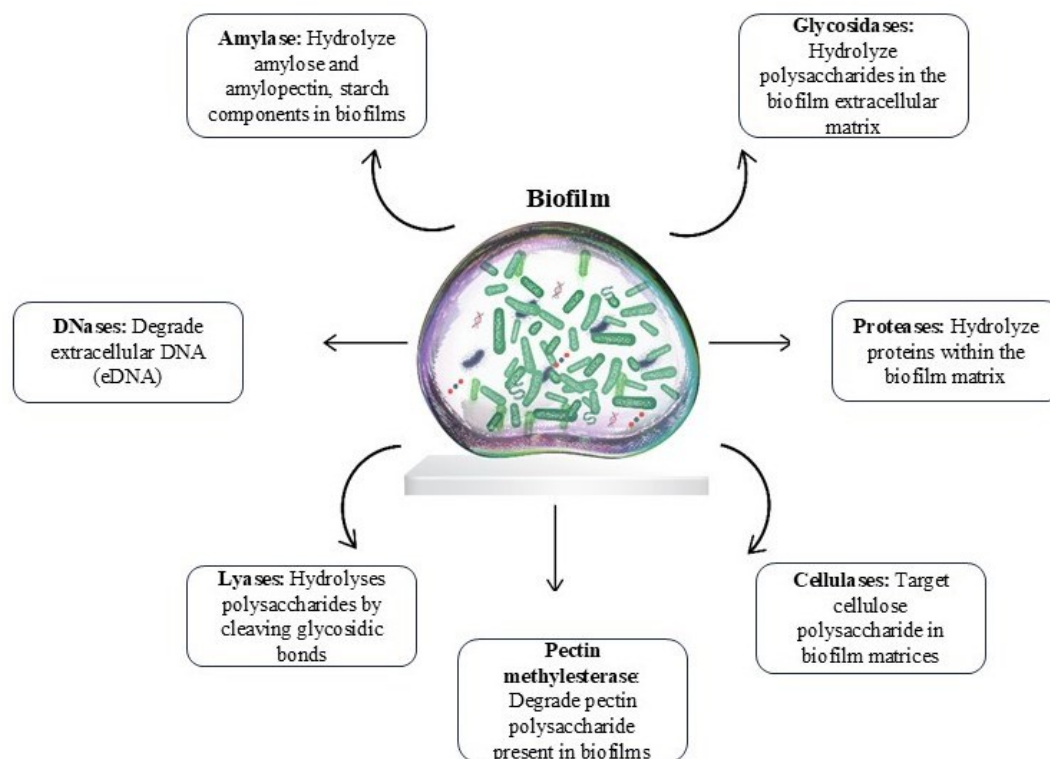 Amylase: Hydrolyze
amylose and
amylopectin, starch
components in biofilms
Glycosidases:
Hydrolyze
polysaccharides in the
biofilm extracellular
matrix
Biofilm
DNases: Degrade
extracellular DNA
(eDNA)
Proteases: Hydrolyze
proteins within the
biofilm matrix
Lyases: Hydrolyses
polysaccharides by
cleaving glycosidic
bonds
Cellulases: Target
cellulose
polysaccharide in
biofilm matrices
Pectin
methylesterase:
Degrade pectin
polysaccharide
present in biofilms